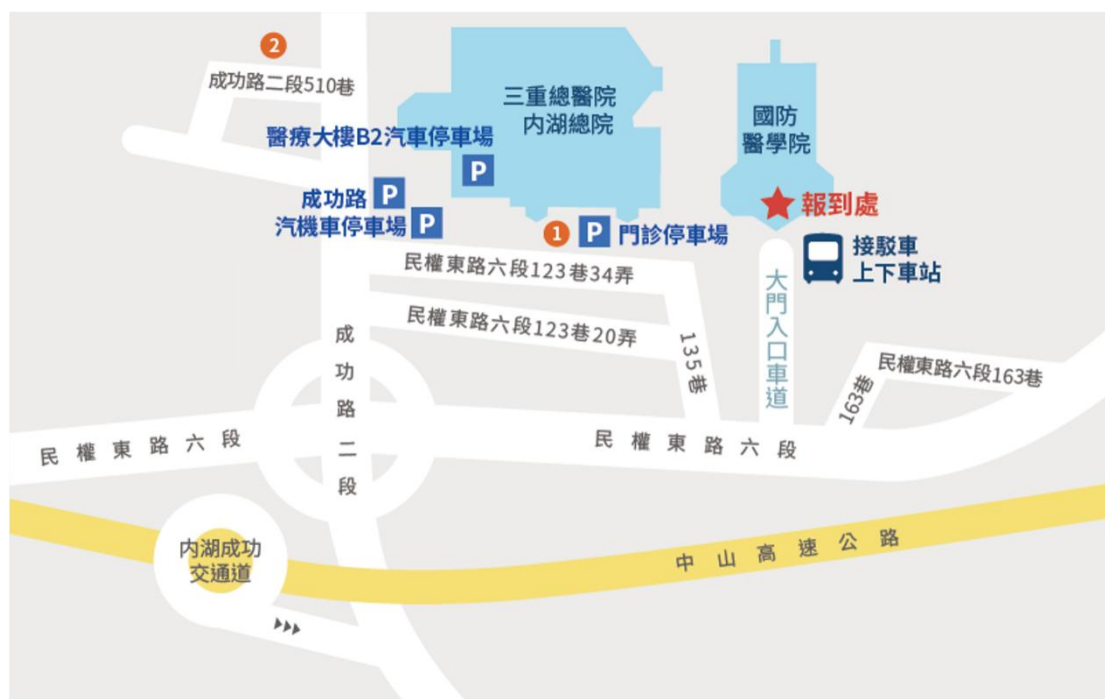 2
成功路二段510巷
三重總醫院
內湖總院
國防
醫學院
醫療大樓B2汽車停車場
P
成功路
汽機車停車場
P
P
1
P
門診停車場
報到處
接駁車
上下車站
民權東路六段123巷34弄
民權東路六段123巷20弄
135巷
大門入口車道
163巷
民權東路六段163巷
成功路二段
民權東路六段
民權東路六段
內湖成功
交通道
中山高速公路